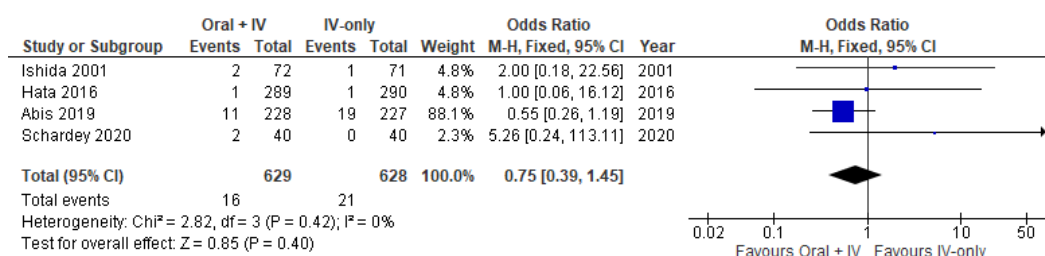 Oral + IV IV-only Odds Ratio Odds Ratio
Study or Subgroup Events Total Events Total Weight M-H, Fixed, 95% CI Year M-H, Fixed, 95% CI
Ishida 2001 2 72 1 71 4.8% 2.00 [0.18, 22.56] 2001
Hata 2016 1 289 1 290 4.8% 1.00 [0.06, 16.12] 2016
Abis 2019 11 228 19 227 88.1% 0.55 [0.26, 1.19] 2019
Schardey 2020 2 40 0 40 2.3% 5.26 [0.24, 113.11] 2020
Total (95% CI) 629 628 100.0% 0.75 [0.39, 1.45]
Total events 16 21
Heterogeneity: Chi² = 2.82, df = 3 (P = 0.42); I² = 0%
Test for overall effect: Z = 0.85 (P = 0.40)
0.02 0.1 1 10 50
Favours Oral + IV Favours IV-only